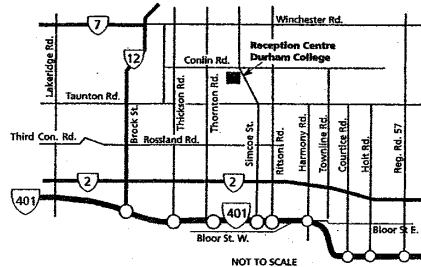 7
Winchester Rd.
12
Conlin Rd.
Reception Centre
Durham College
Lakeridge Rd.
Taunton Rd.
Brock St.
Thickson Rd.
Thornton Rd.
Simcoe St.
Ritson Rd.
Harmony Rd.
Townline Rd.
Courtice Rd.
Holt Rd.
Reg. Rd. 57
Third Con. Rd.
Rossland Rd.
2
2
401
401
Bloor St. W.
Bloor St E.
NOT TO SCALE